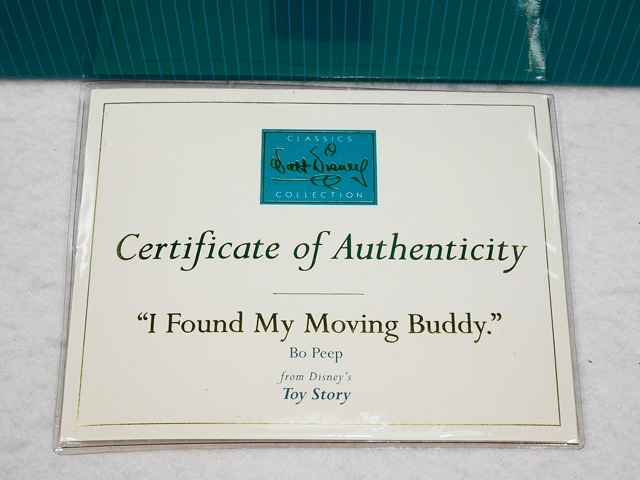 CLASSICS
Walt Disney
COLLECTION
Certificate of Authenticity
“I Found My Moving Buddy.”
Bo Peep
from Disney's
Toy Story